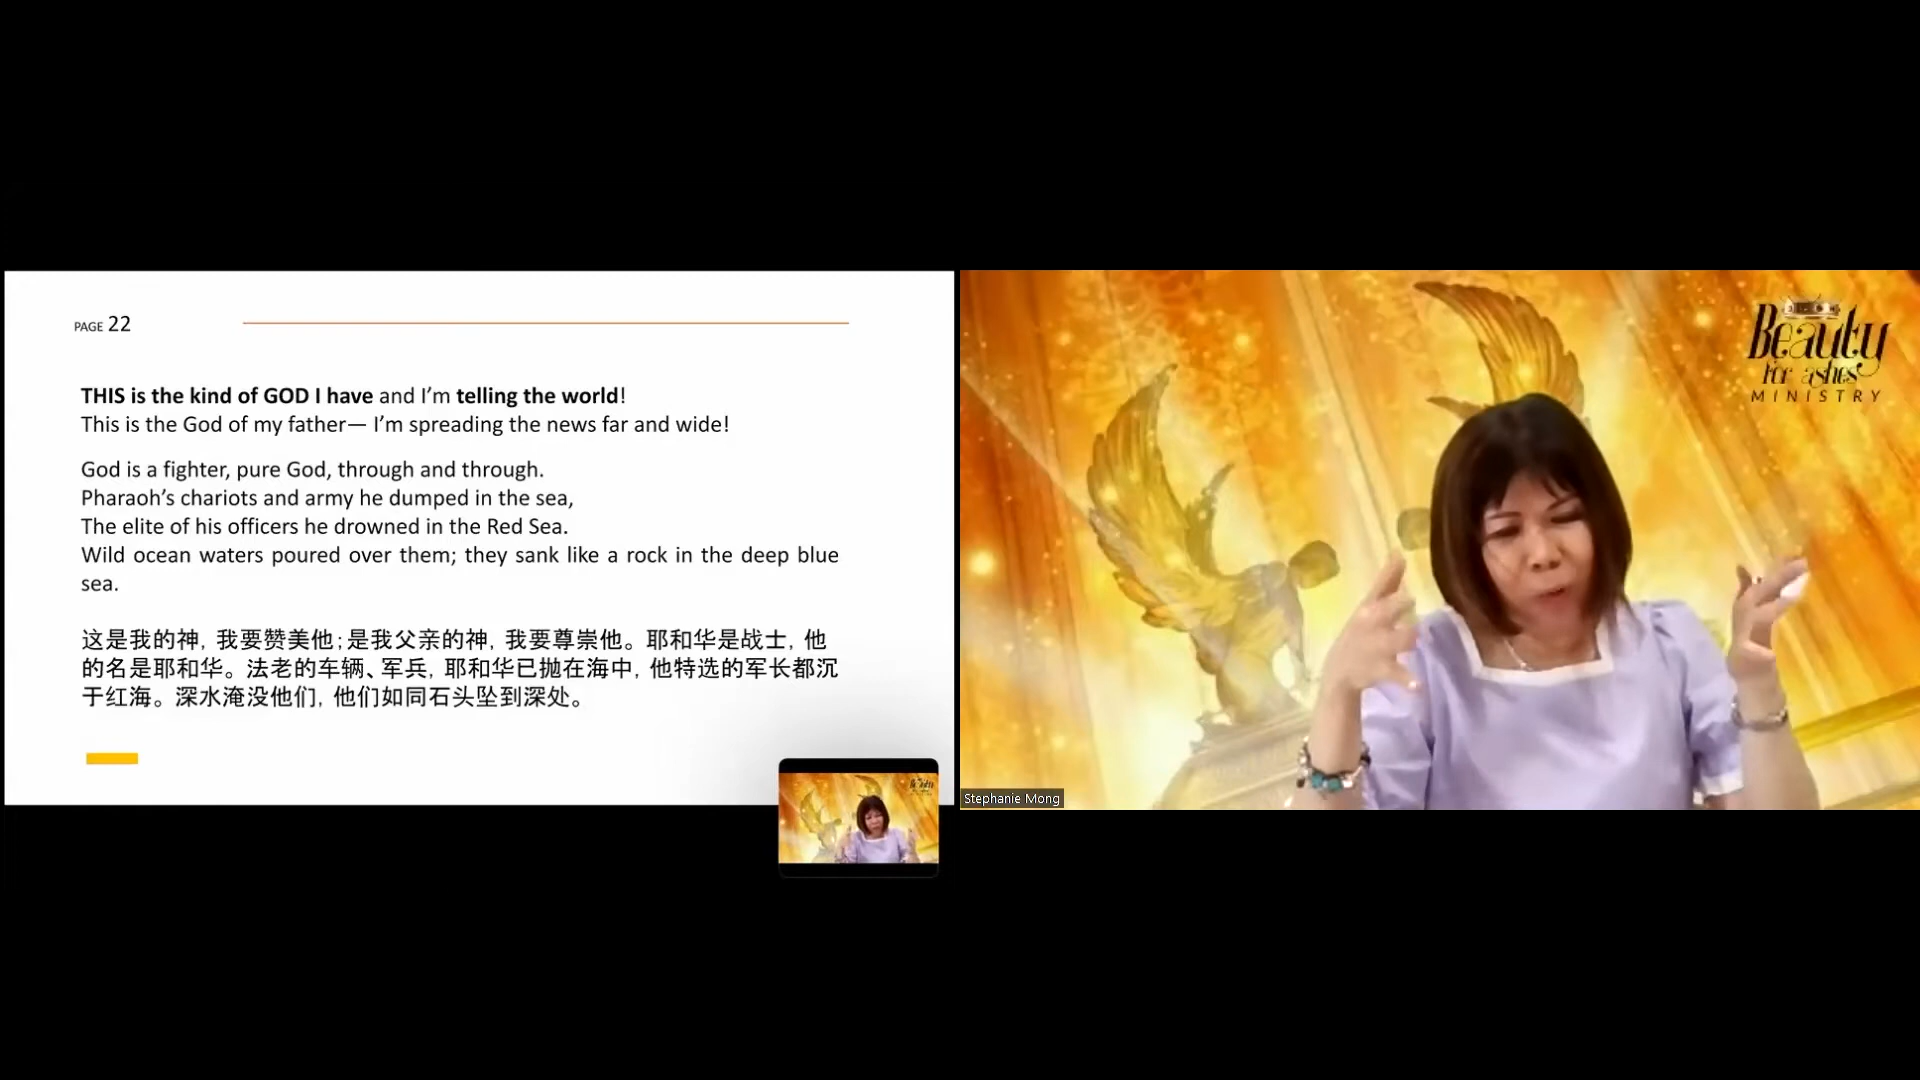 PAGE 22
THIS is the kind of GOD I have and I’m telling the world!
This is the God of my father— I’m spreading the news far and wide!
God is a fighter, pure God, through and through.
Pharaoh’s chariots and army he dumped in the sea,
The elite of his officers he drowned in the Red Sea.
Wild ocean waters poured over them; they sank like a rock in the deep blue
sea.
这是我的神，我要赞美他；是我父亲的神，我要尊崇他。耶和华是战士，他
的名是耶和华。法老的车辆、军兵，耶和华已抛在海中，他特选的军长都沉
于红海。深水淹没他们，他们如同石头坠到深处。
Beauty
for ashes
MINISTRY
Stephanie Mong